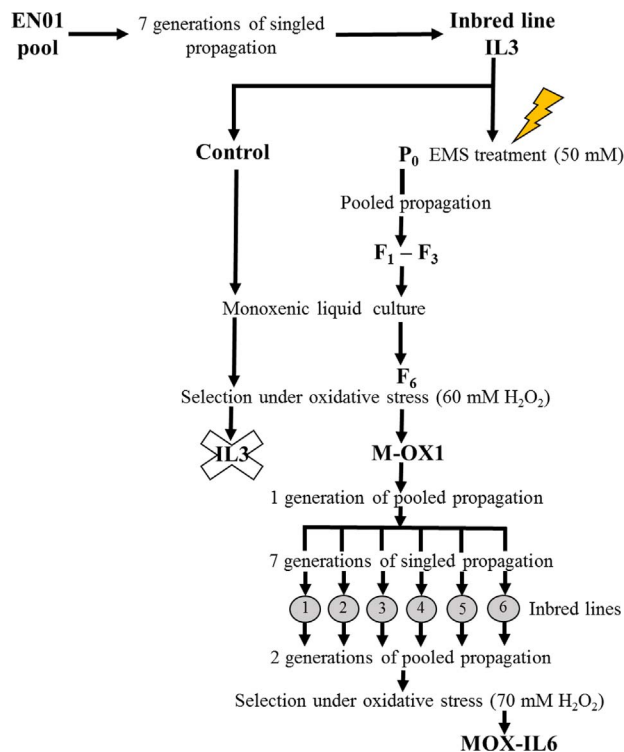 EN01
pool
7 generations of singled
propagation
Inbred line
IL3
Control
P₀ EMS treatment (50 mM)
Pooled propagation
F₁ – F₃
Monoxenic liquid culture
F₆
Selection under oxidative stress (60 mM H₂O₂)
IL3
M-OX1
1 generation of pooled propagation
7 generations of singled propagation
1 2 3 4 5 6 Inbred lines
2 generations of pooled propagation
Selection under oxidative stress (70 mM H₂O₂)
MOX-IL6